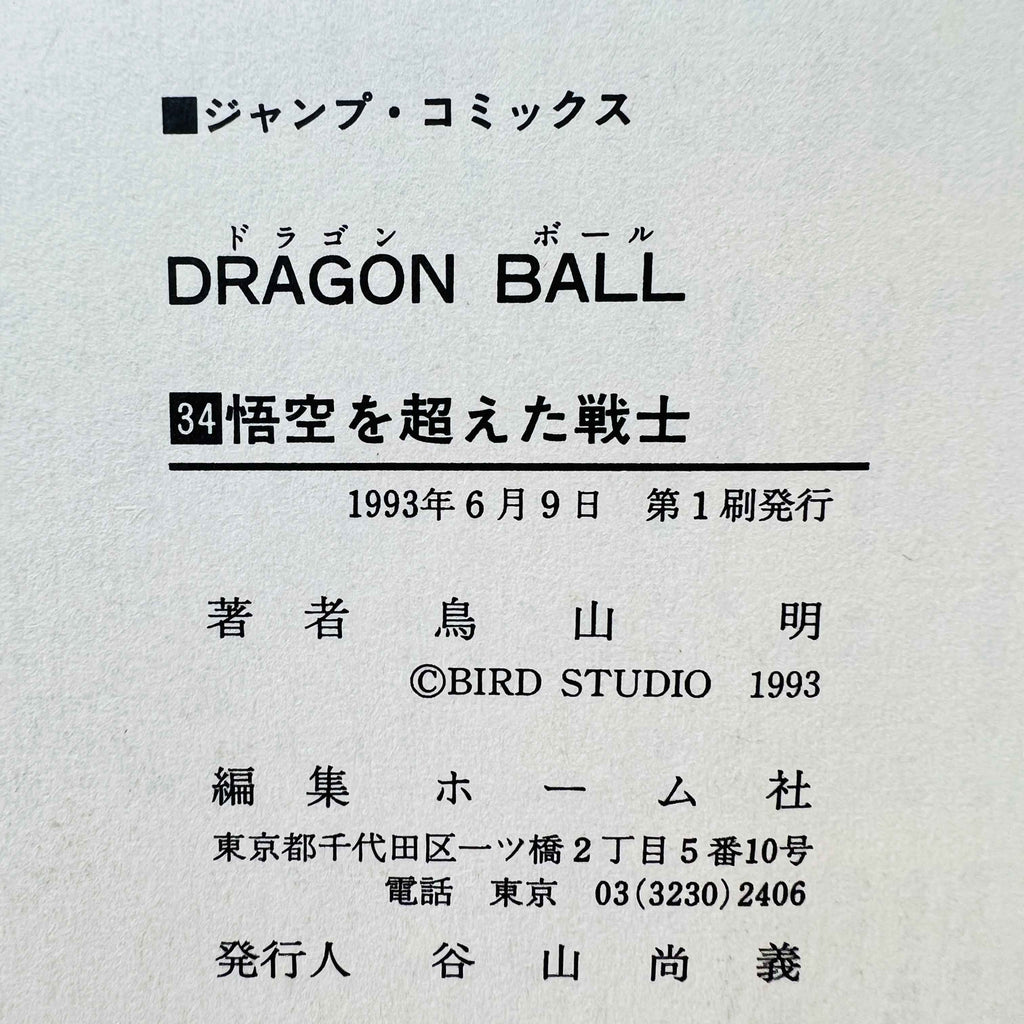 ■ジャンプ・コミックス
ドラゴン ボール
DRAGON BALL
34悟空を超えた戦士
1993年6月9日 第1刷発行
著者 鳥山明
©BIRD STUDIO 1993
編集 ホーム社
東京都千代田区一ツ橋2丁目5番10号
電話 東京 03(3230)2406
発行人 谷山尚義